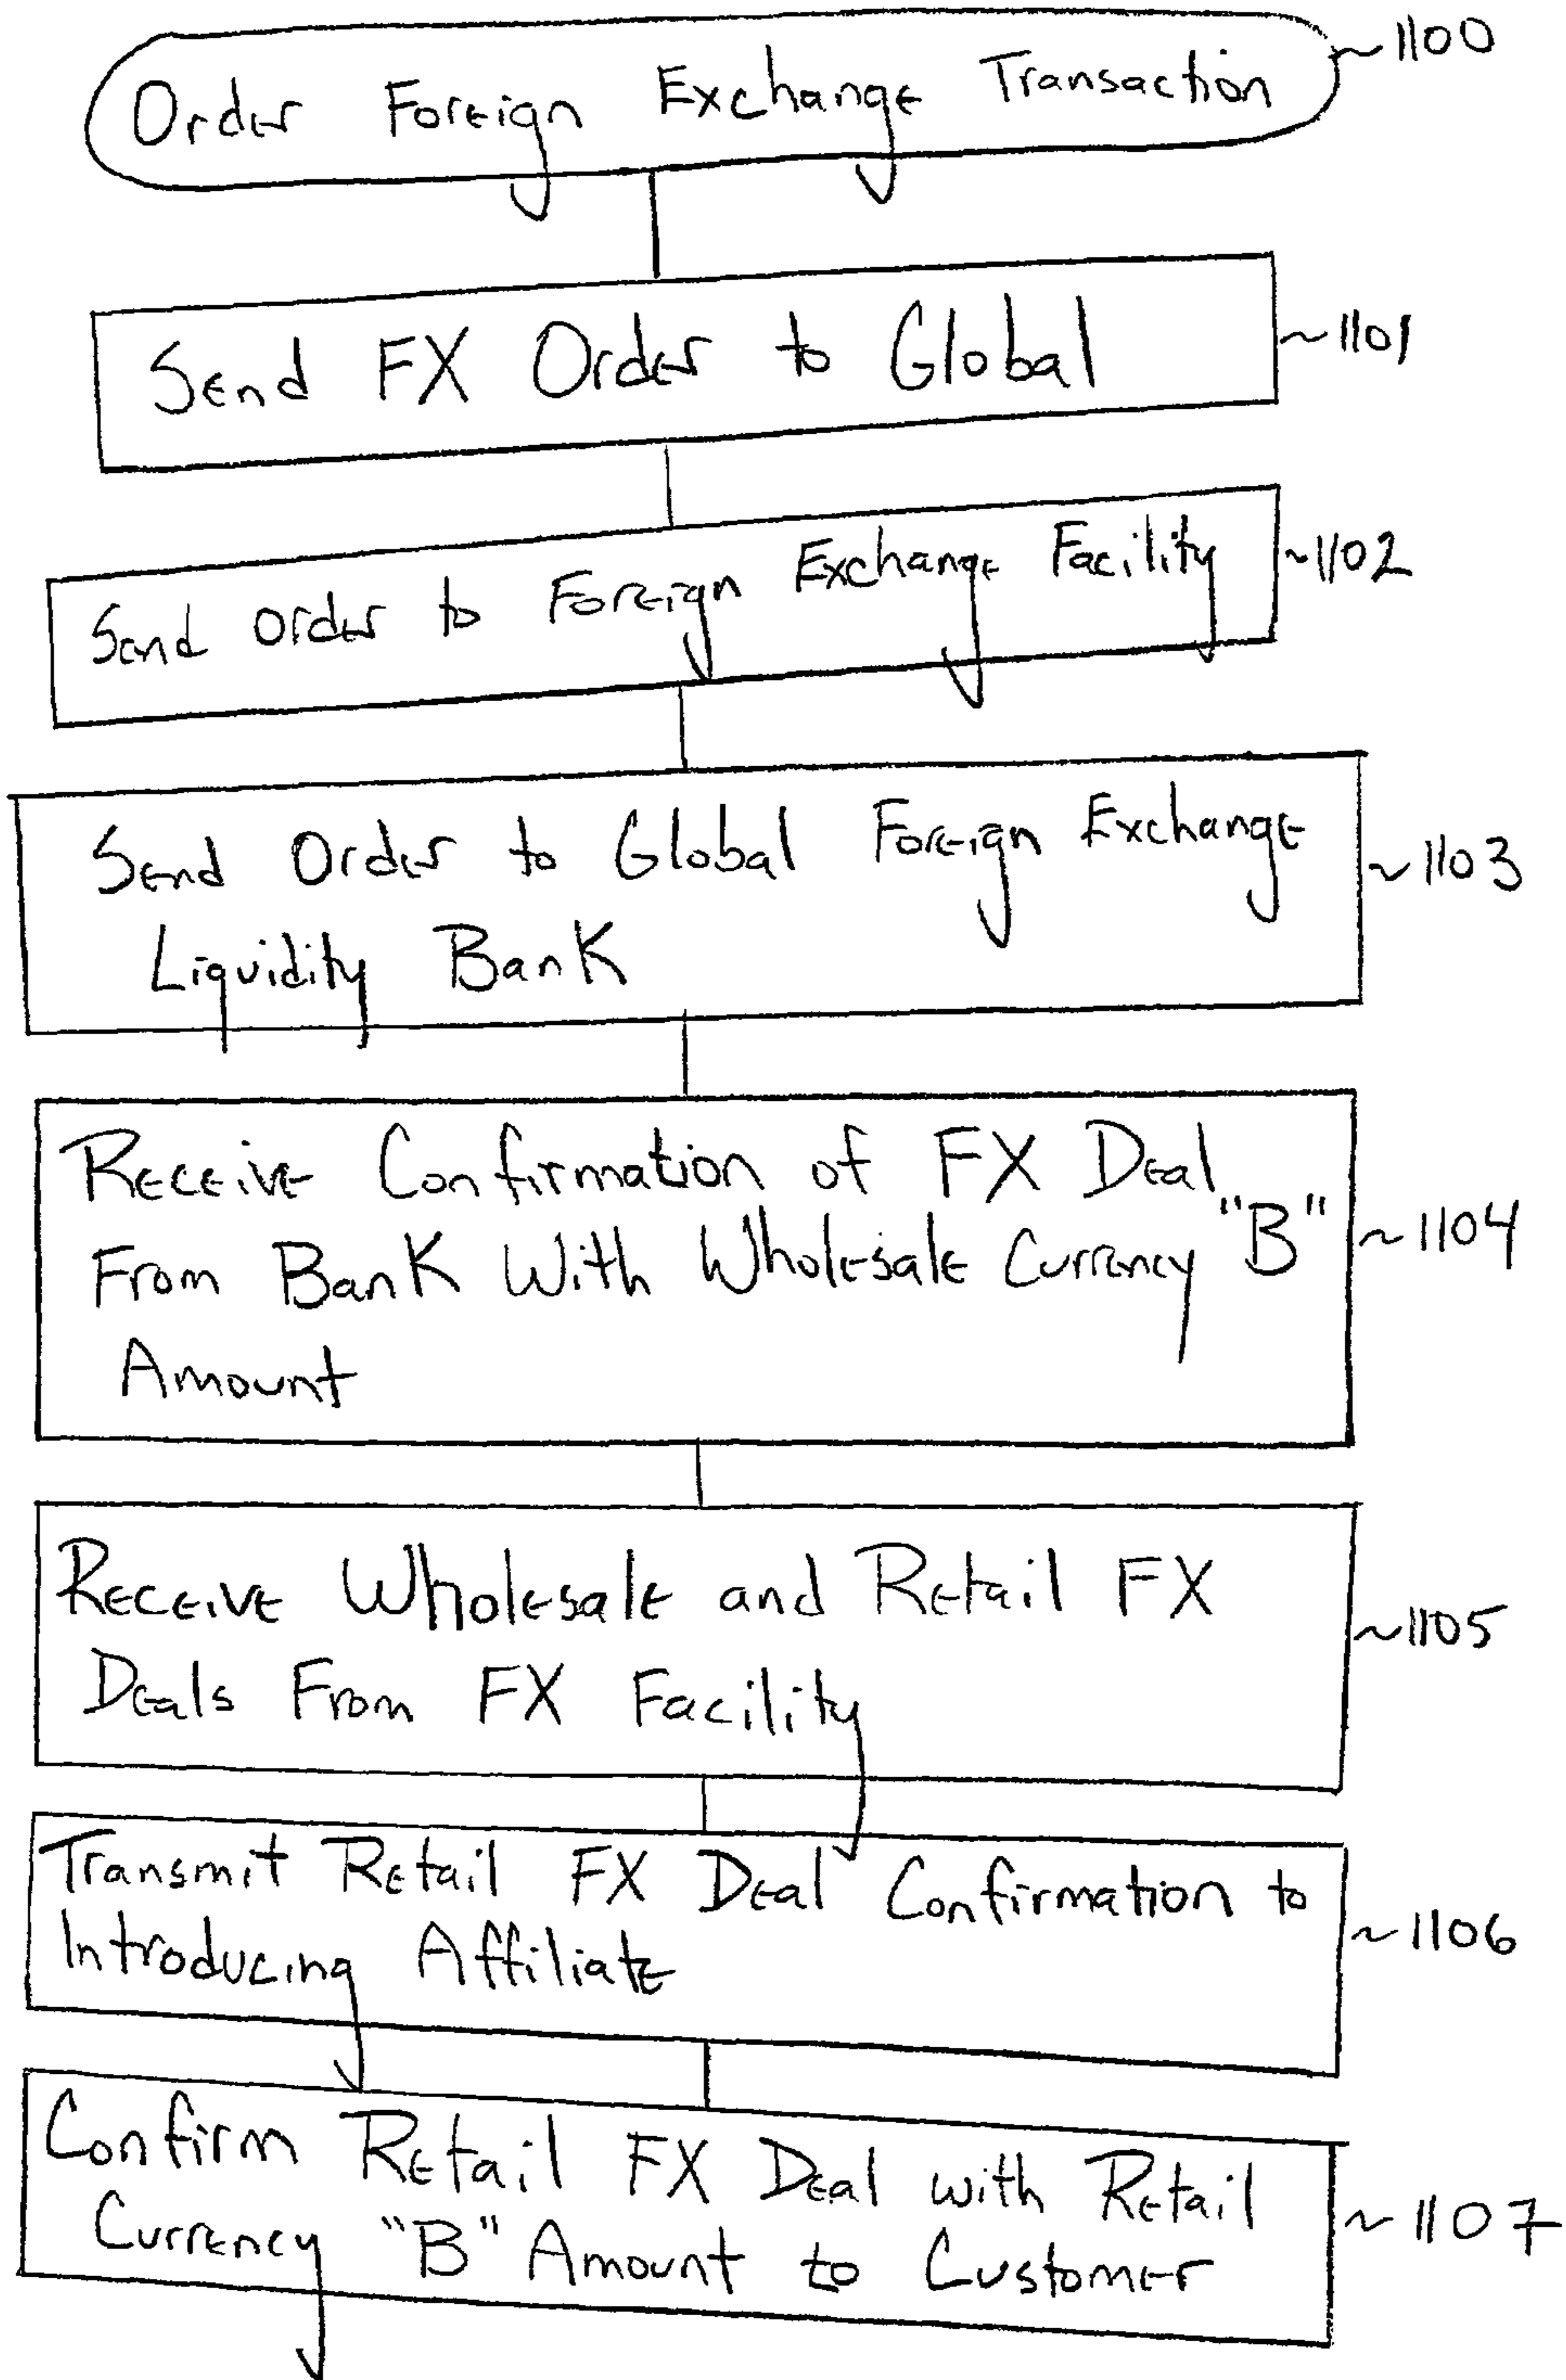 Order Foreign Exchange Transaction ~1100
Send FX Order to Global ~1101
Send Order to Foreign Exchange Facility ~1102
Send Order to Global Foreign Exchange ~1103
Liquidity Bank
Receive Confirmation of FX Deal
From Bank With Wholesale Currency "B" ~1104
Amount
Receive Wholesale and Retail FX ~1105
Deals From FX Facility
Transmit Retail FX Deal Confirmation to
Introducing Affiliate ~1106
Confirm Retail FX Deal with Retail
Currency "B" Amount to Customer ~1107